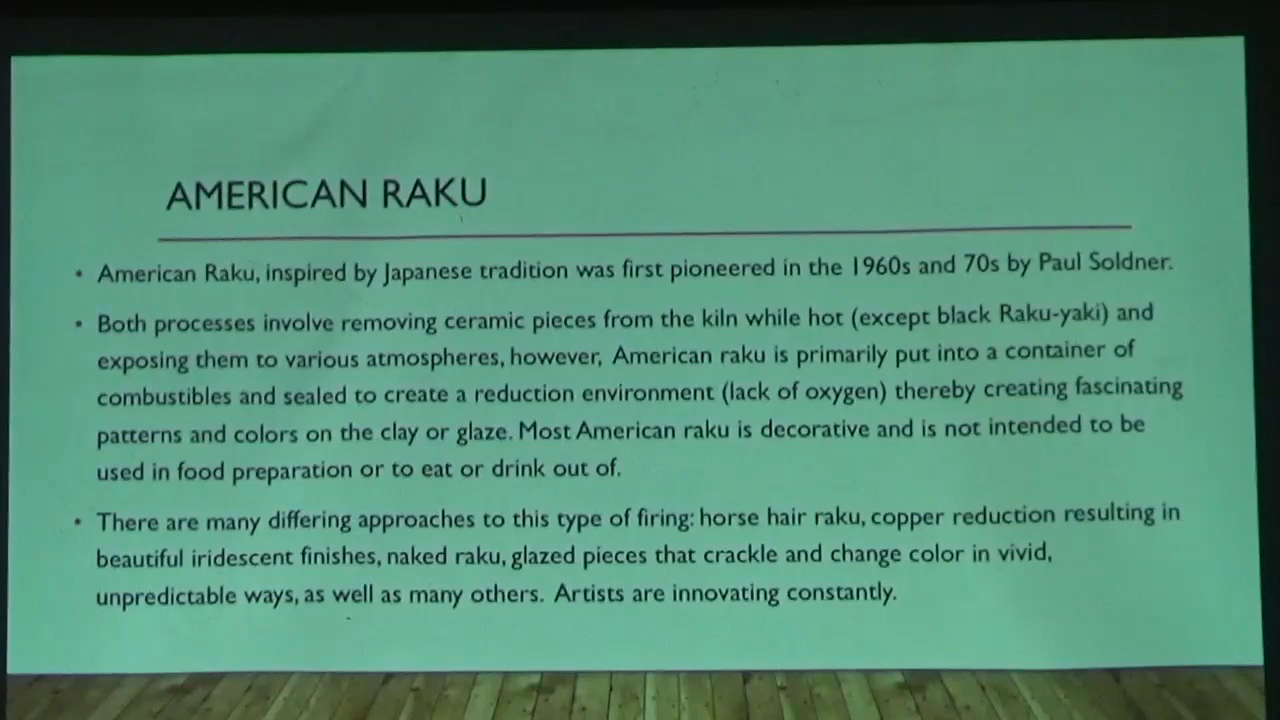 AMERICAN RAKU
• American Raku, inspired by Japanese tradition was first pioneered in the 1960s and 70s by Paul Soldner.
• Both processes involve removing ceramic pieces from the kiln while hot (except black Raku-yaki) and
exposing them to various atmospheres, however, American raku is primarily put into a container of
combustibles and sealed to create a reduction environment (lack of oxygen) thereby creating fascinating
patterns and colors on the clay or glaze. Most American raku is decorative and is not intended to be
used in food preparation or to eat or drink out of.
• There are many differing approaches to this type of firing: horse hair raku, copper reduction resulting in
beautiful iridescent finishes, naked raku, glazed pieces that crackle and change color in vivid,
unpredictable ways, as well as many others. Artists are innovating constantly.